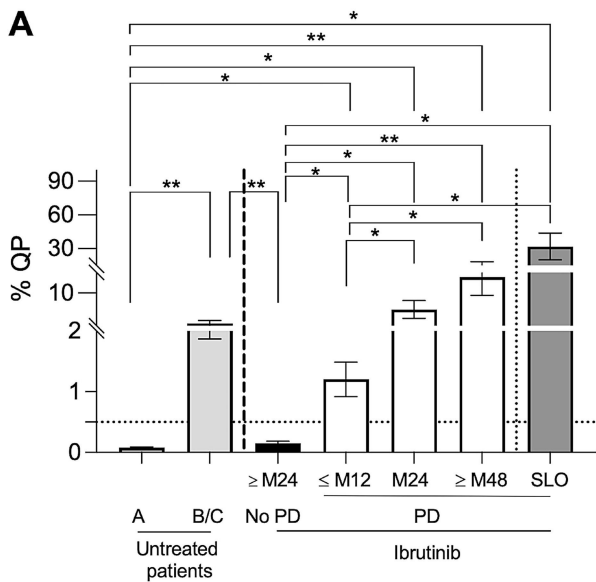 A
*
**
*
*
*
**
*
*
**
**
*
*
*
% QP
90
60
30
10
2
1
0
≥ M24
≤ M12
M24
≥ M48
SLO
A
B/C
No PD
PD
Untreated
patients
Ibrutinib